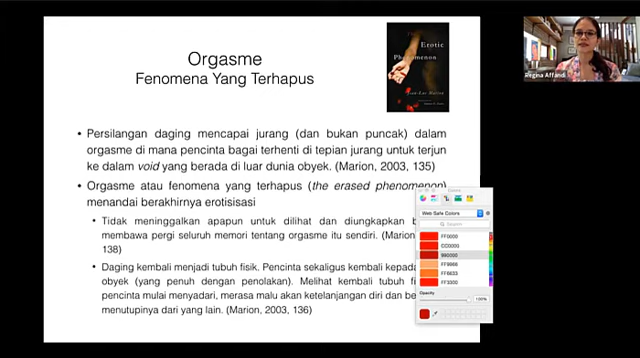 Orgasme
Fenomena Yang Terhapus
Erotic
Phenomenon
Regina Affandi
• Persilangan daging mencapai jurang (dan bukan puncak) dalam
orgasme di mana pencinta bagai terhenti di tepian jurang untuk terjun
ke dalam void yang berada di luar dunia obyek. (Marion, 2003, 135)
• Orgasme atau fenomena yang terhapus (the erased phenomenon)
menandai berakhirnya erotisisasi
• Tidak meninggalkan apapun untuk dilihat dan diungkapkan
membawa pergi seluruh memori tentang orgasme itu sendiri. (Marion
138)
• Daging kembali menjadi tubuh fisik. Pencinta sekaligus kembali kepada
obyek (yang penuh dengan penolakan). Melihat kembali tubuh
pencinta mulai menyadari, merasa malu akan ketelanjangan diri dan
menutupinya dari yang lain. (Marion, 2003, 136)
Web Safe Colors
FF0000
CC0000
990000
FF9966
FF6633
FF3300
Opacity
100%